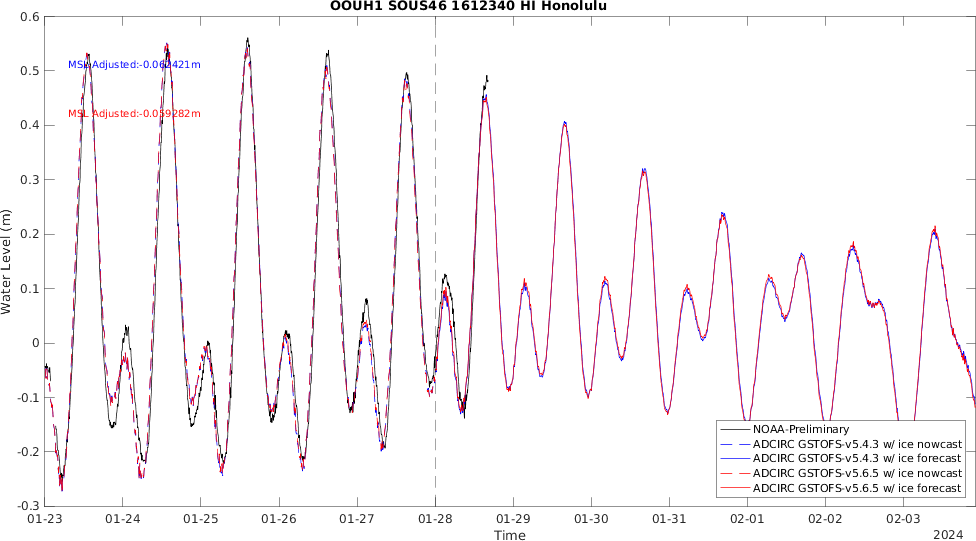 OOUH1 SOUS46 1612340 HI Honolulu
0.6
0.5
0.4
0.3
0.2
0.1
0
-0.1
-0.2
-0.3
Water Level (m)
MSL Adjusted:-0.062421m
MSL Adjusted:-0.059282m
NOAA-Preliminary
ADCIRC GSTOFS-v5.4.3 w/ ice nowcast
ADCIRC GSTOFS-v5.4.3 w/ ice forecast
ADCIRC GSTOFS-v5.6.5 w/ ice nowcast
ADCIRC GSTOFS-v5.6.5 w/ ice forecast
01-23 01-24 01-25 01-26 01-27 01-28 01-29 01-30 01-31 02-01 02-02 02-03
Time
2024